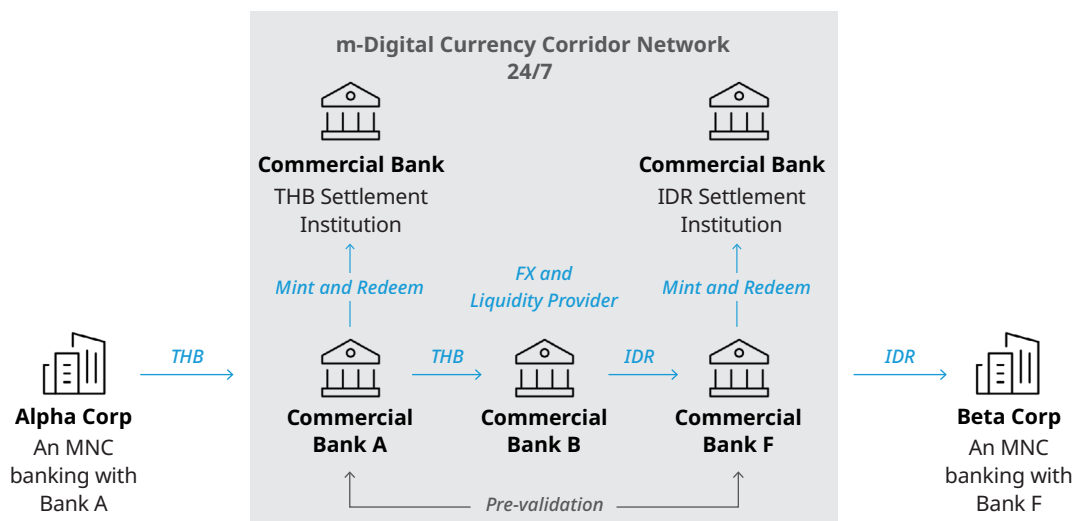 m-Digital Currency Corridor Network
24/7
Commercial Bank
THB Settlement
Institution
Commercial Bank
IDR Settlement
Institution
Mint and Redeem
FX and
Liquidity Provider
Mint and Redeem
THB
THB
IDR
IDR
Alpha Corp
An MNC
banking with
Bank A
Commercial
Bank A
Commercial
Bank B
Commercial
Bank F
Beta Corp
An MNC
banking with
Bank F
Pre-validation